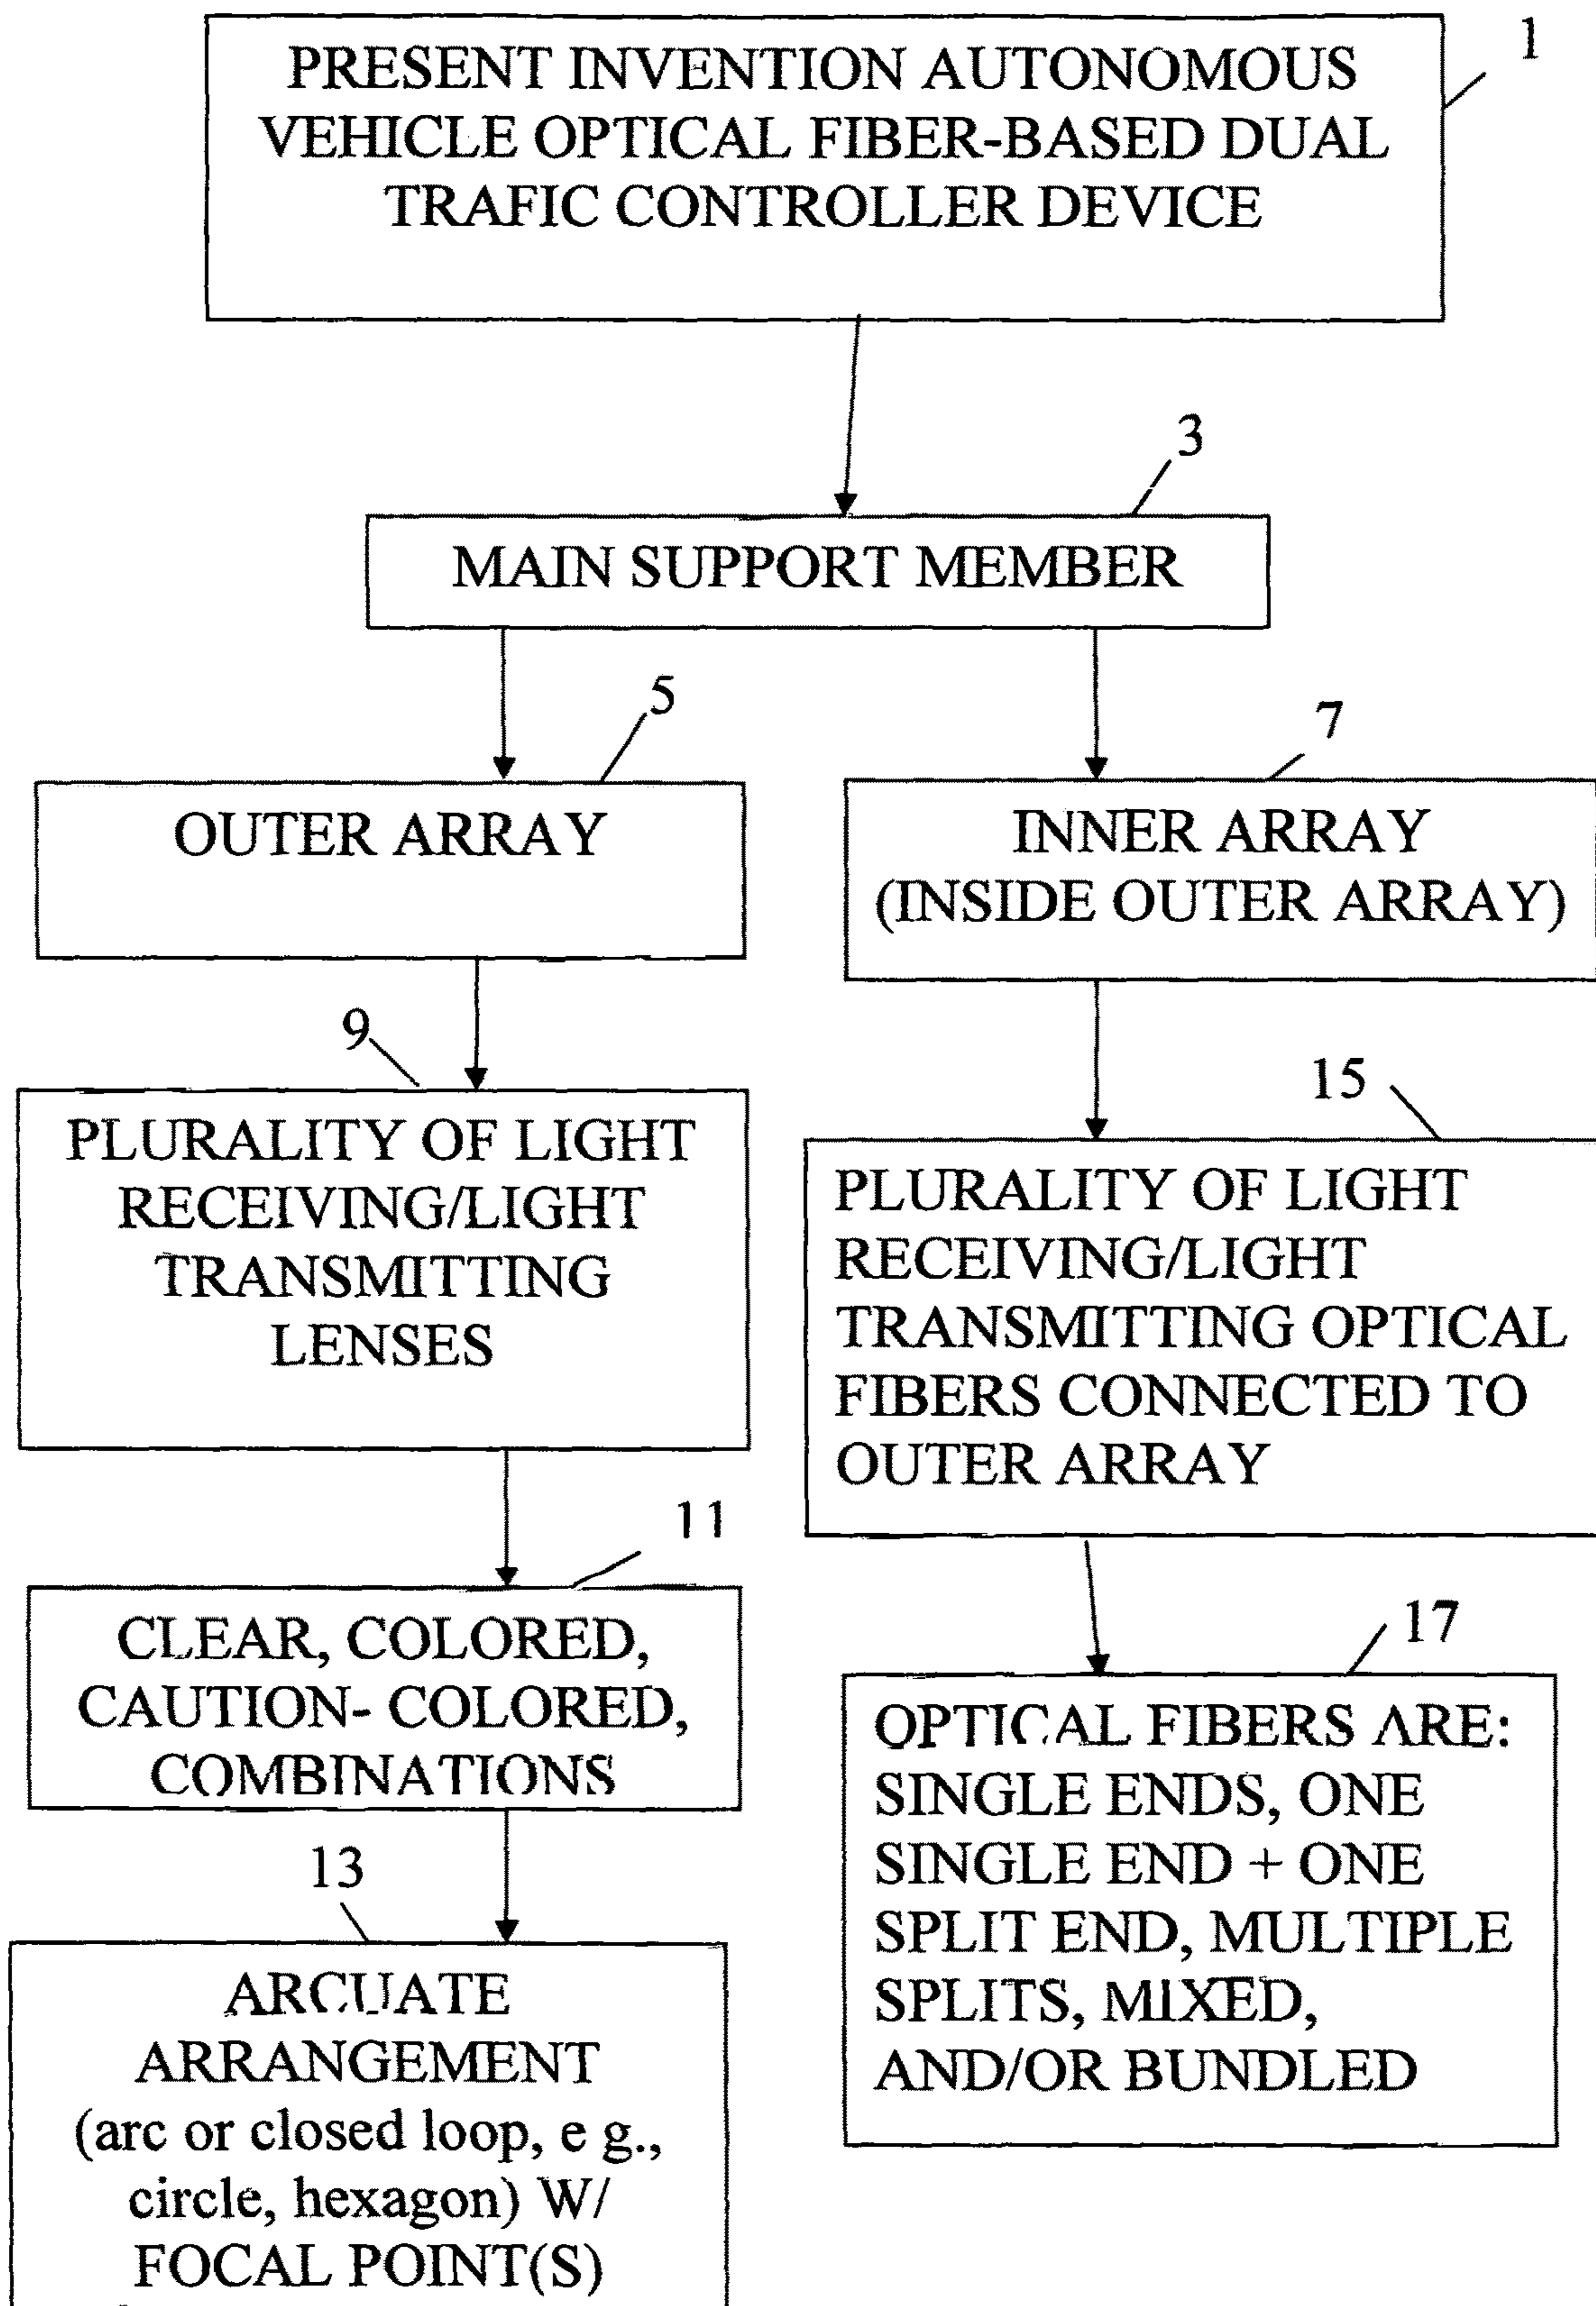 1
PRESENT INVENTION AUTONOMOUS
VEHICLE OPTICAL FIBER-BASED DUAL
TRAFIC CONTROLLER DEVICE
3
MAIN SUPPORT MEMBER
5
OUTER ARRAY
7
INNER ARRAY
(INSIDE OUTER ARRAY)
9
PLURALITY OF LIGHT
RECEIVING/LIGHT
TRANSMITTING
LENSES
15
PLURALITY OF LIGHT
RECEIVING/LIGHT
TRANSMITTING OPTICAL
FIBERS CONNECTED TO
OUTER ARRAY
11
CLEAR, COLORED,
CAUTION- COLORED,
COMBINATIONS
17
OPTICAL FIBERS ARE:
SINGLE ENDS, ONE
SINGLE END + ONE
SPLIT END, MULTIPLE
SPLITS, MIXED,
AND/OR BUNDLED
13
ARCUATE
ARRANGEMENT
(arc or closed loop, e g.,
circle, hexagon) W/
FOCAL POINT(S)